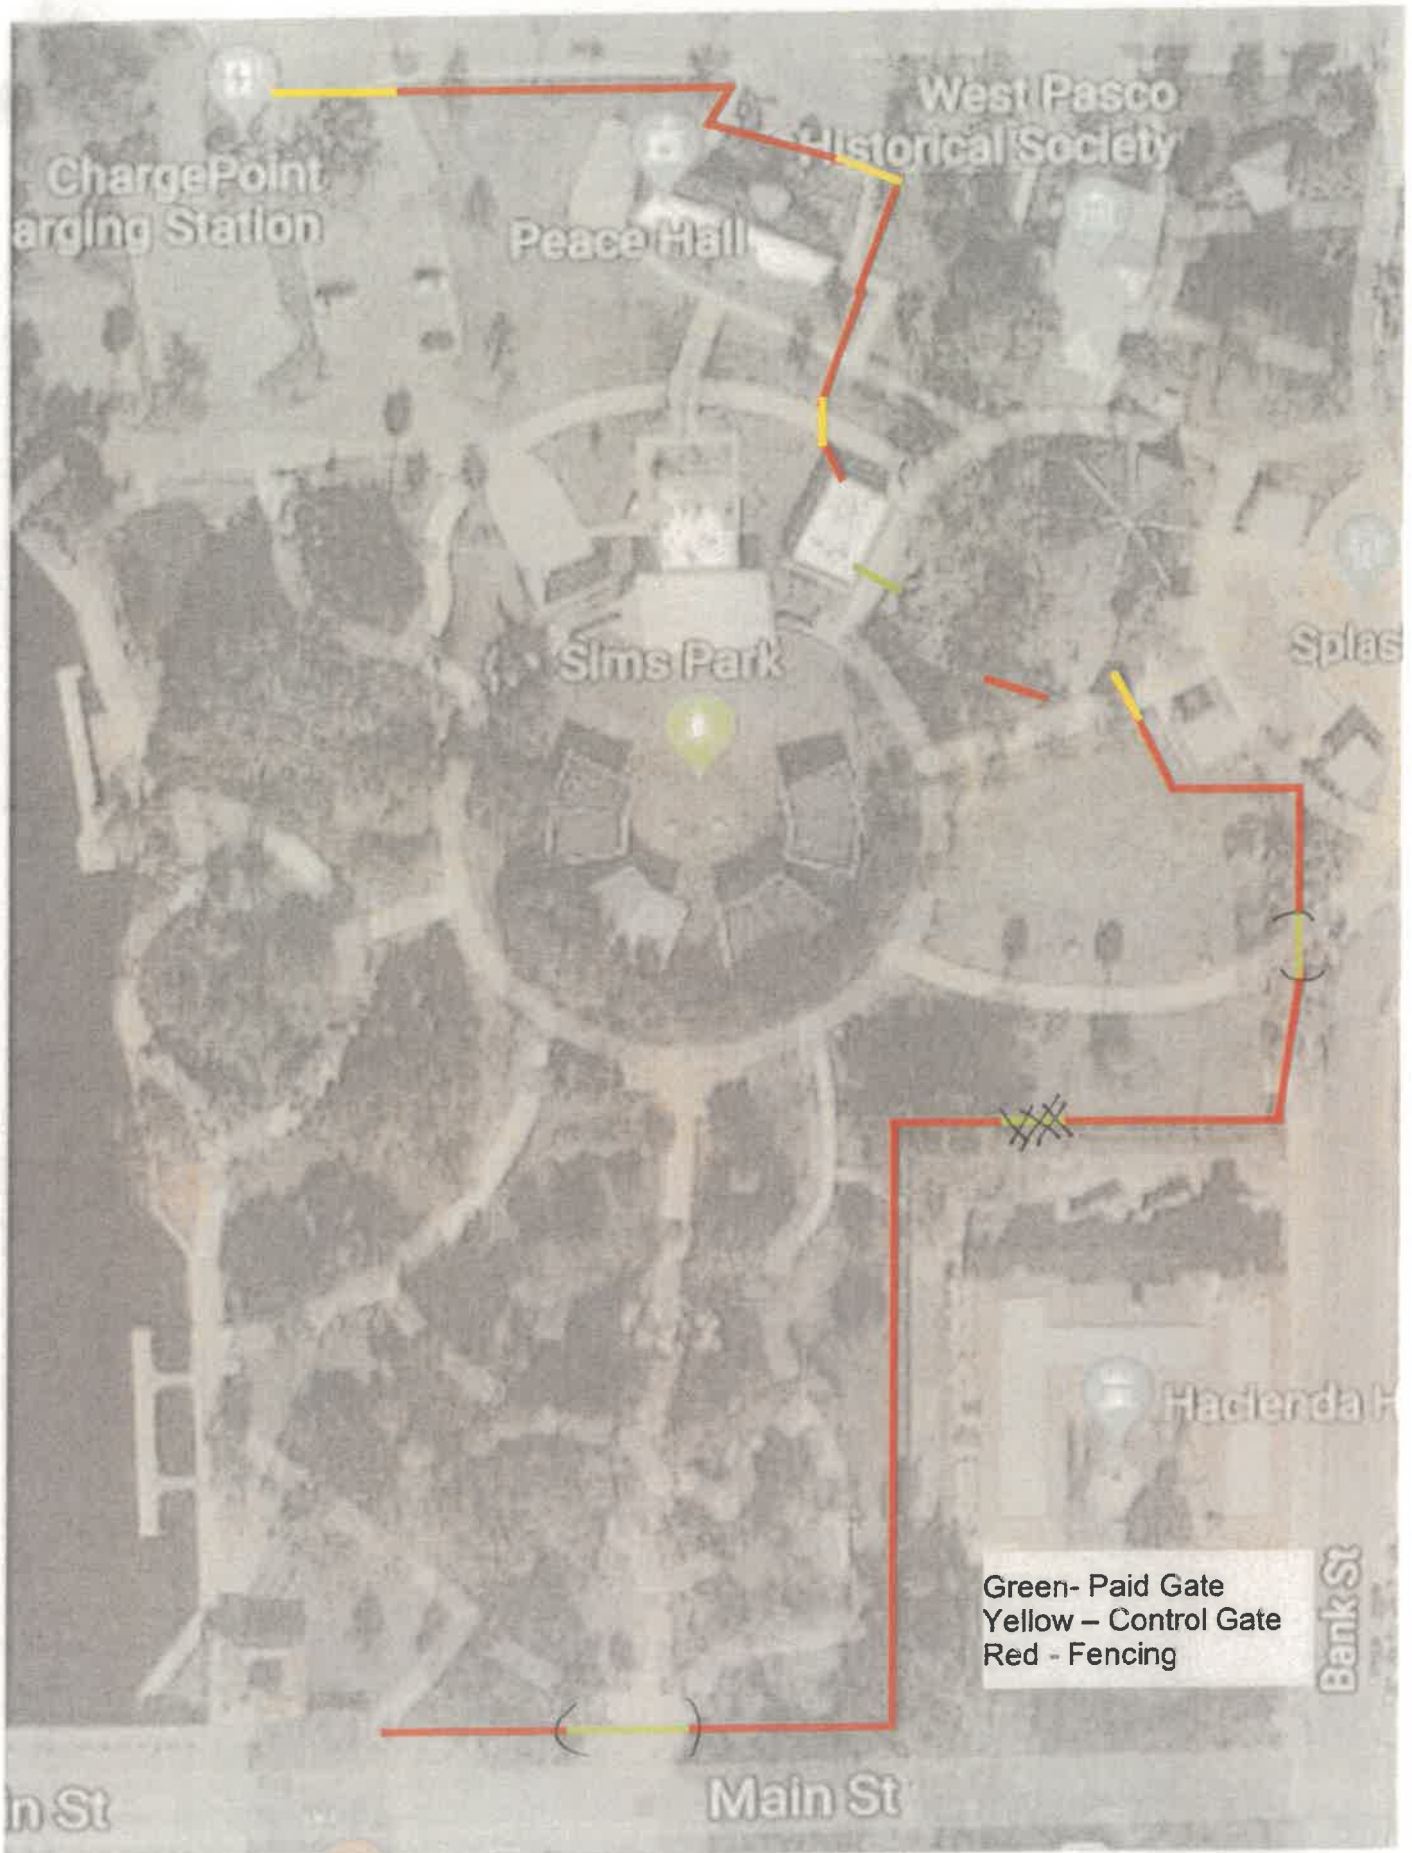 West Pasco
Historical Society
ChargePoint
arging Station
Peace Hall
Sims Park
Splas
Hacienda H
Green- Paid Gate
Yellow – Control Gate
Red - Fencing
Bank St
Main St
in St